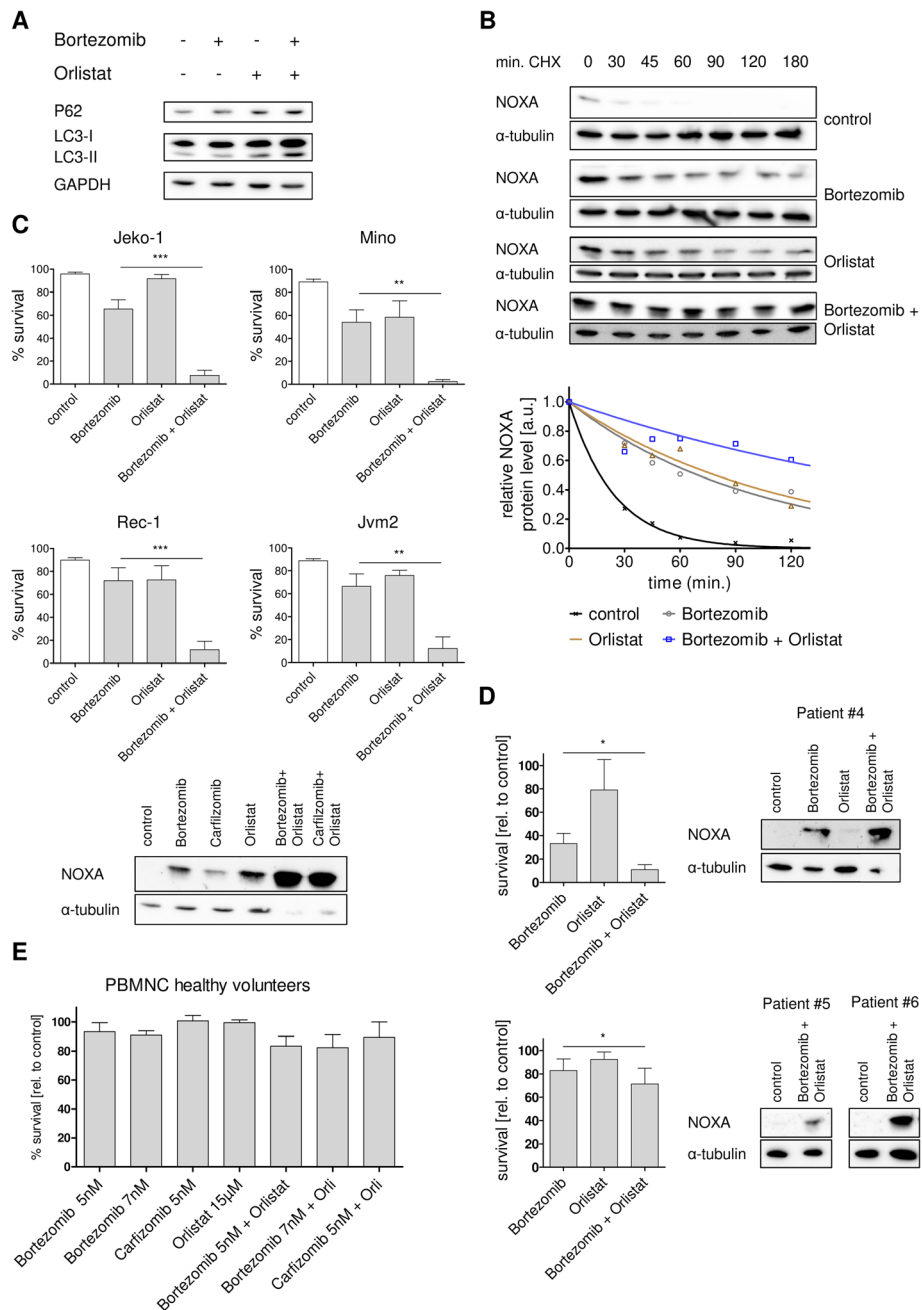 A
Bortezomib - + - +
Orlistat - - + +
P62
LC3-I
LC3-II
GAPDH
B
min. CHX 0 30 45 60 90 120 180
NOXA
α-tubulin
control
NOXA
α-tubulin
Bortezomib
NOXA
α-tubulin
Orlistat
NOXA
α-tubulin
Bortezomib +
Orlistat
relative NOXA
protein level [a.u.]
1.0
0.8
0.6
0.4
0.2
0.0
0 30 60 90 120
time (min.)
control
Bortezomib
Orlistat
Bortezomib + Orlistat
C
Jeko-1
% survival
100
80
60
40
20
0
***
control
Bortezomib
Orlistat
Bortezomib + Orlistat
Mino
% survival
100
80
60
40
20
0
**
control
Bortezomib
Orlistat
Bortezomib + Orlistat
Rec-1
% survival
100
80
60
40
20
0
***
control
Bortezomib
Orlistat
Bortezomib + Orlistat
Jvm2
% survival
100
80
60
40
20
0
**
control
Bortezomib
Orlistat
Bortezomib + Orlistat
control
Bortezomib
Carfilzomib
Orlistat
Bortezomib+
Orlistat
Carfilzomib+
Orlistat
NOXA
α-tubulin
D
survival [rel. to control]
100
80
60
40
20
0
*
Bortezomib
Orlistat
Bortezomib + Orlistat
Patient #4
control
Bortezomib
Orlistat
Bortezomib +
Orlistat
NOXA
α-tubulin
survival [rel. to control]
100
80
60
40
20
0
*
Bortezomib
Orlistat
Bortezomib + Orlistat
Patient #5
control
Bortezomib +
Orlistat
Patient #6
control
Bortezomib +
Orlistat
NOXA
α-tubulin
E
PBMNC healthy volunteers
% survival [rel. to control]
100
80
60
40
20
0
Bortezomib 5nM
Bortezomib 7nM
Carfizomib 5nM
Orlistat 15µM
Bortezomib 5nM + Orlistat
Bortezomib 7nM + Orli
Carfizomib 5nM + Orli